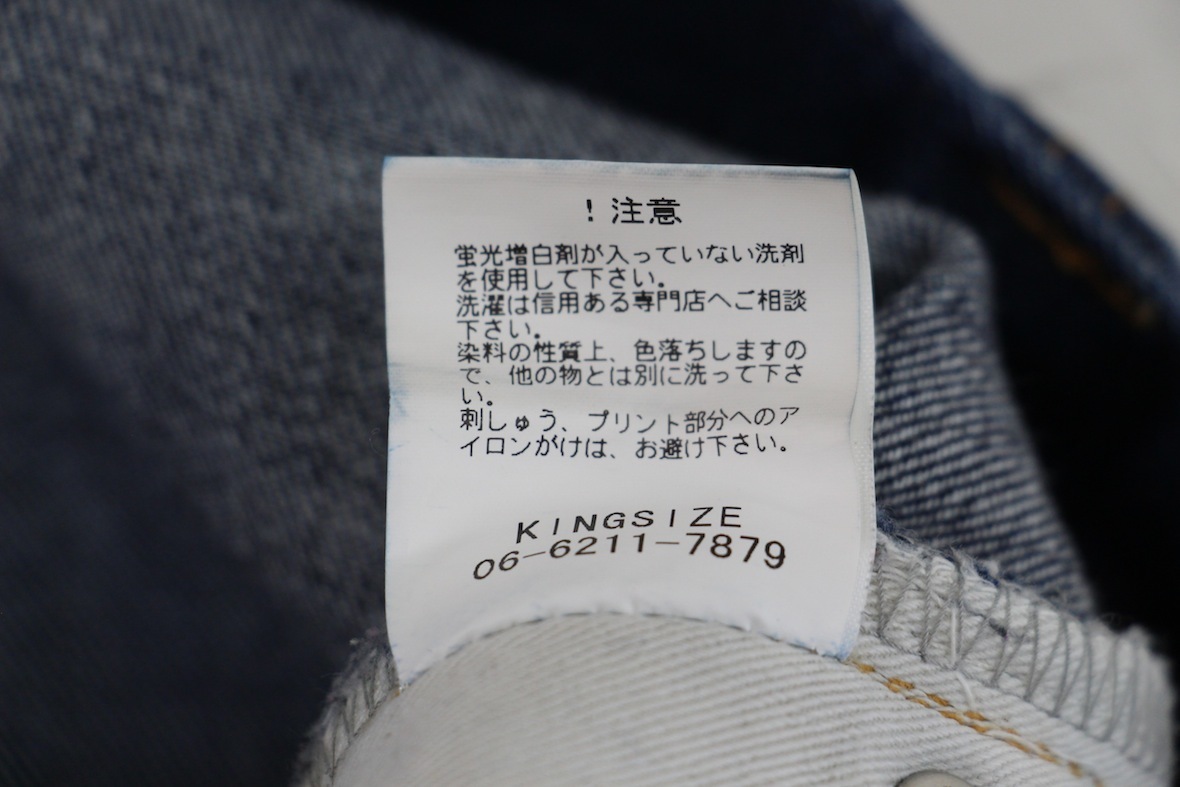 ！注意
蛍光増白剤が入っていない洗剤
を使用して下さい。
洗濯は信用ある専門店へご相談
下さい。
染料の性質上、色落ちしますの
で、他の物とは別に洗って下さ
い。
刺しゅう、プリント部分へのア
イロンがけは、お避け下さい。
KINGSIZE
06-6211-7879